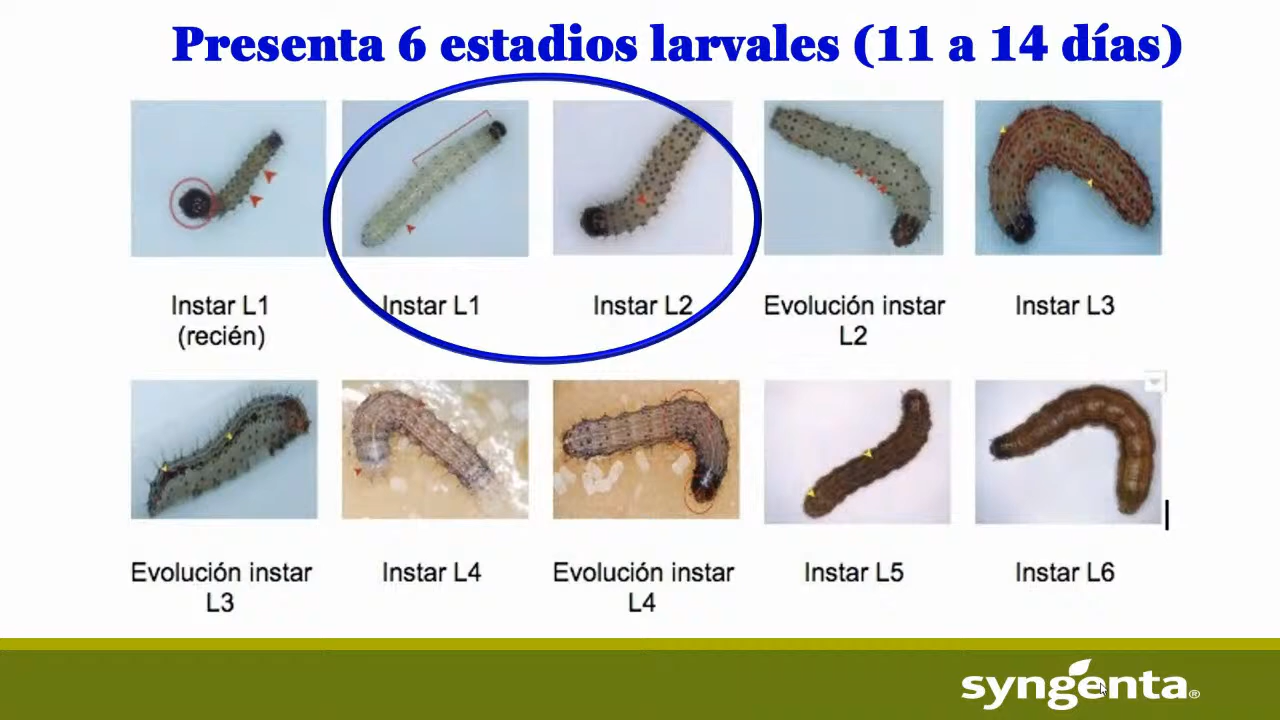 Presenta 6 estadios larvales (11 a 14 días)
Instar L1
(recién)
Instar L1
Instar L2
Evolución instar
L2
Instar L3
Evolución instar
L3
Instar L4
Evolución instar
L4
Instar L5
Instar L6
syngenta®